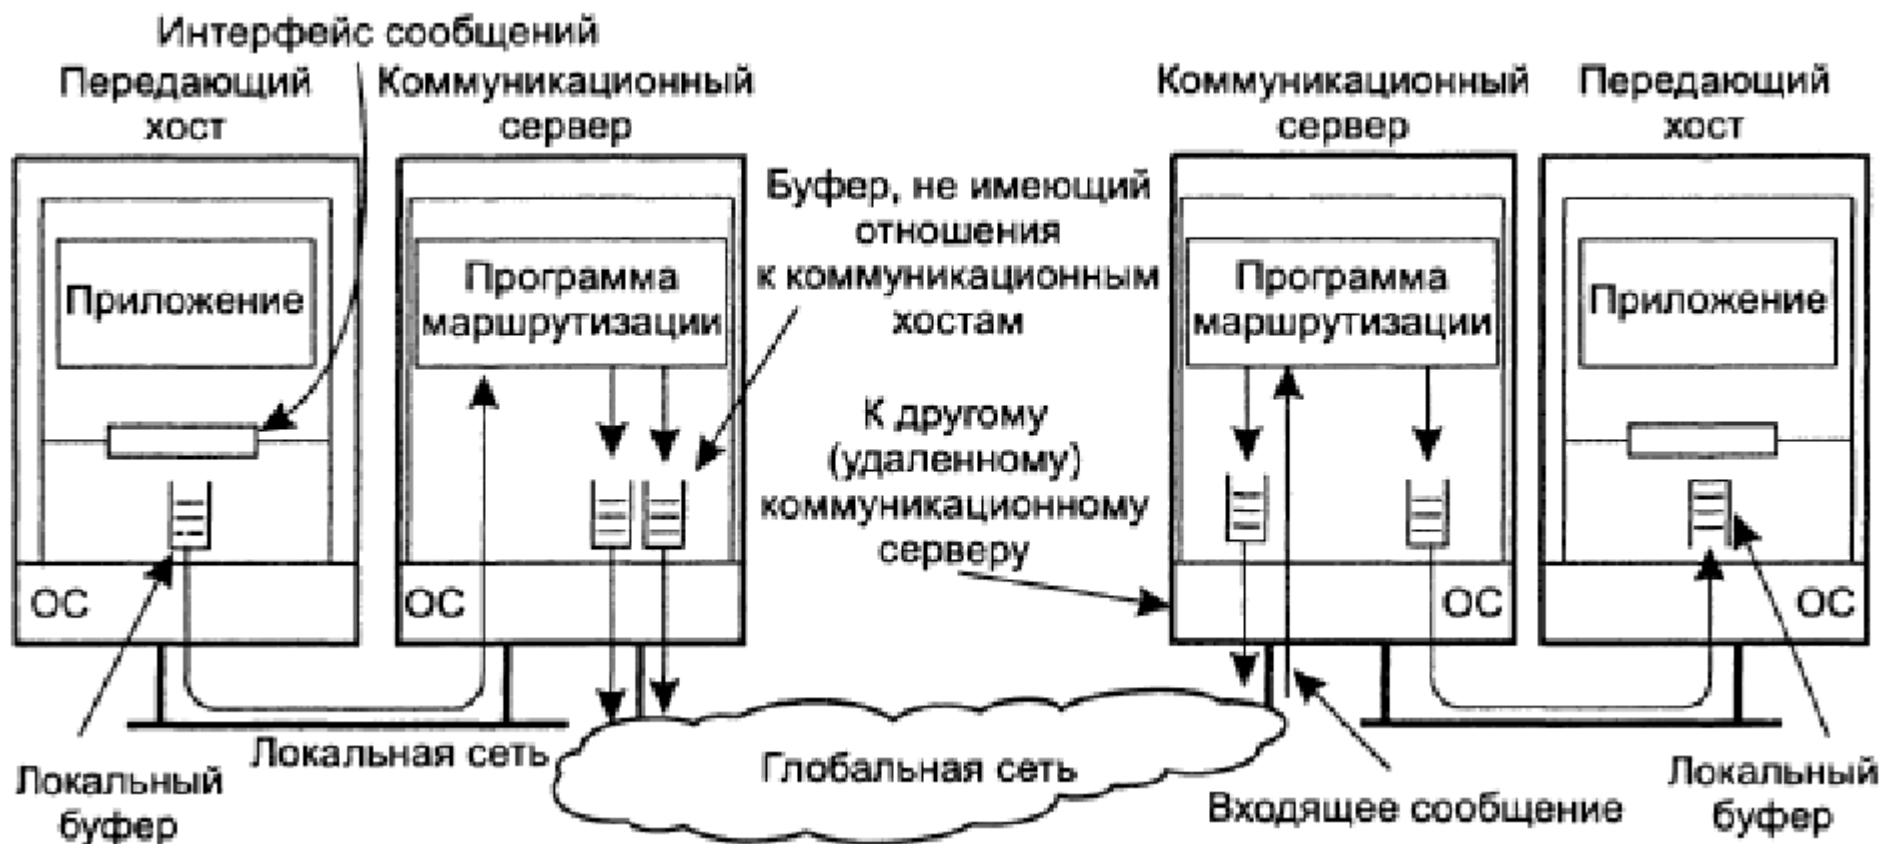 Интерфейс сообщений
Передающий
хост
Коммуникационный
сервер
Коммуникационный
сервер
Передающий
хост
Буфер, не имеющий
отношения
к коммуникационным
хостам
Приложение
Программа
маршрутизации
Программа
маршрутизации
Приложение
К другому
(удаленному)
коммуникационному
серверу
ОС
ОС
ОС
ОС
Локальная сеть
Глобальная сеть
Локальный
буфер
Входящее сообщение
Локальный
буфер